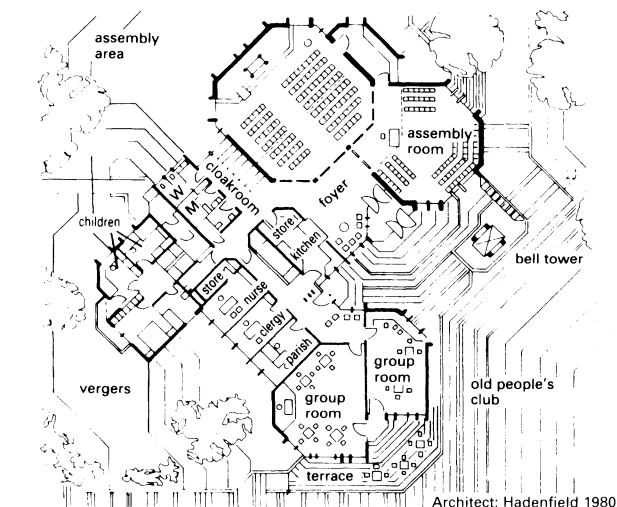 assembly
area
assembly
room
cloakroom
W
M
foyer
children
store
kitchen
bell tower
store
nurse
clergy
parish
vergers
group
room
group
room
old people's
club
terrace
Architect: Hadenfield 1980